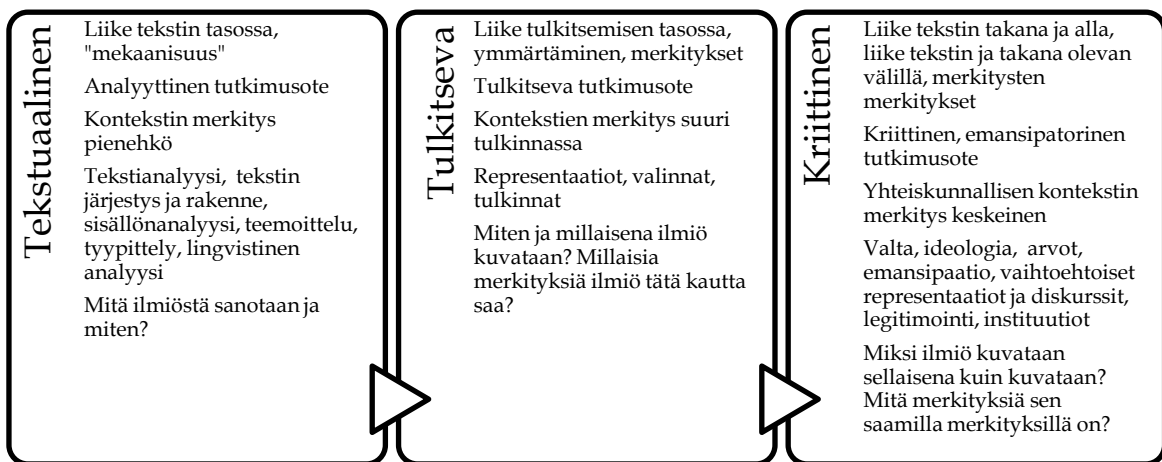 Tekstuaalinen
Liike tekstin tasossa,
"mekaanisuus"
Analyyttinen tutkimusote
Kontekstin merkitys
pienehkö
Tekstianalyysi, tekstin
järjestys ja rakenne,
sisällönanalyysi, teemoittelu,
tyypittely, lingvistinen
analyysi
Mitä ilmiöstä sanotaan ja
miten?
Tulkitseva
Liike tulkitsemisen tasossa,
ymmärtäminen, merkitykset
Tulkitseva tutkimusote
Kontekstien merkitys suuri
tulkinnassa
Representaatiot, valinnat,
tulkinnat
Miten ja millaisena ilmiö
kuvataan? Millaisia
merkityksiä ilmiö tätä kautta
saa?
Kriittinen
Liike tekstin takana ja alla,
liike tekstin ja takana olevan
välillä, merkitysten
merkitykset
Kriittinen, emansipatorinen
tutkimusote
Yhteiskunnallisen kontekstin
merkitys keskeinen
Valta, ideologia, arvot,
emansipaatio, vaihtoehtoiset
representaatiot ja diskurssit,
legitimointi, instituutiot
Miksi ilmiö kuvataan
sellaisena kuin kuvataan?
Mitä merkityksiä sen
saamilla merkityksillä on?